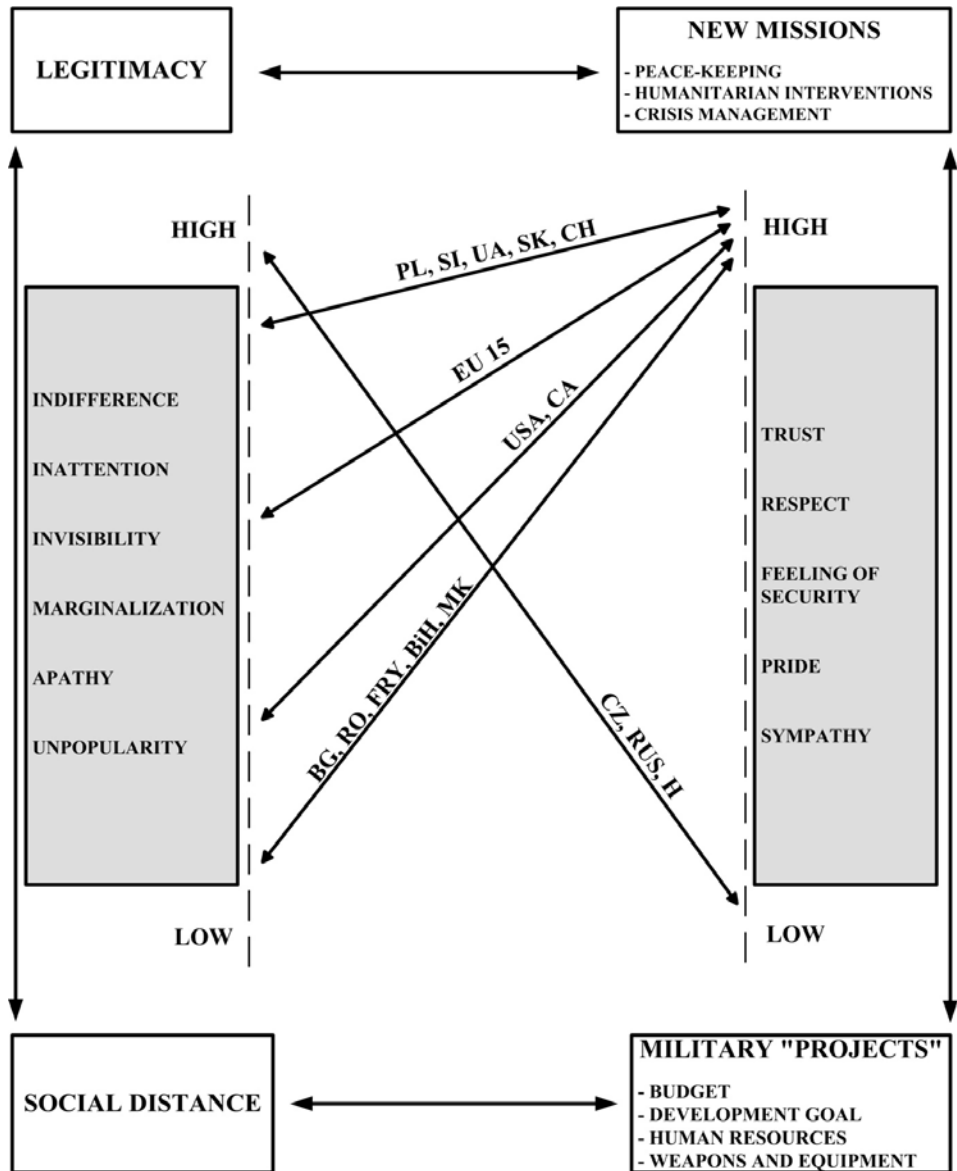 LEGITIMACY
NEW MISSIONS
- PEACE-KEEPING
- HUMANITARIAN INTERVENTIONS
- CRISIS MANAGEMENT
HIGH
HIGH
PL, SI, UA, SK, CH
EU 15
USA, CA
BG, RO, FRY, BiH, MK
CZ, RUS, H
INDIFFERENCE
INATTENTION
INVISIBILITY
MARGINALIZATION
APATHY
UNPOPULARITY
TRUST
RESPECT
FEELING OF
SECURITY
PRIDE
SYMPATHY
LOW
LOW
SOCIAL DISTANCE
MILITARY "PROJECTS"
- BUDGET
- DEVELOPMENT GOAL
- HUMAN RESOURCES
- WEAPONS AND EQUIPMENT